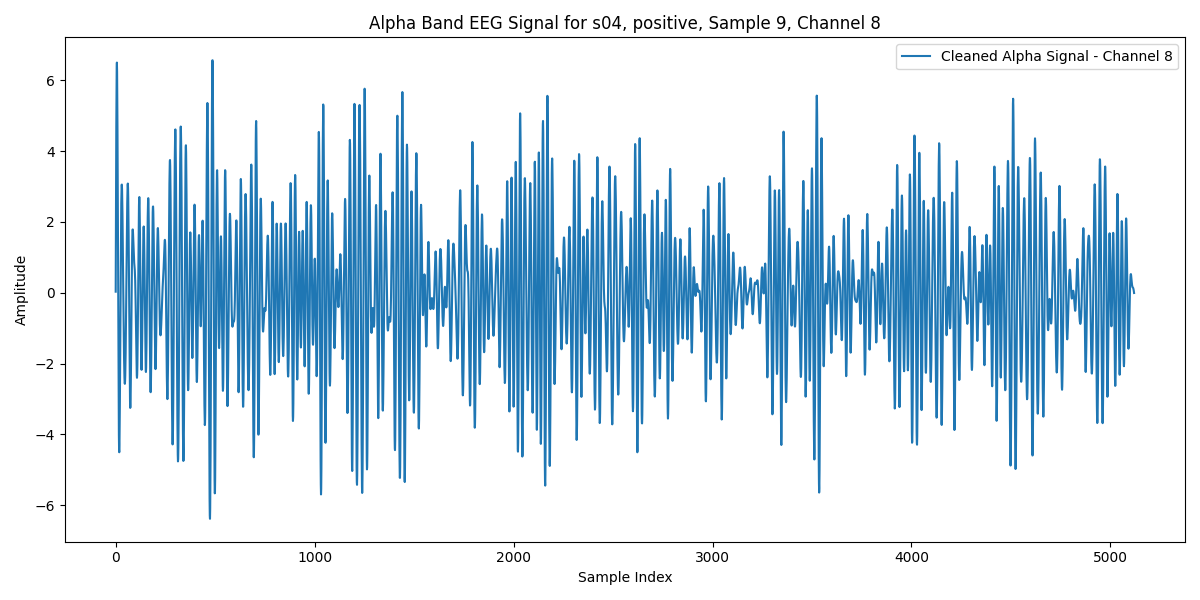 Alpha Band EEG Signal for s04, positive, Sample 9, Channel 8
Cleaned Alpha Signal - Channel 8
6
4
2
0
−2
−4
−6
Amplitude
0 1000 2000 3000 4000 5000
Sample Index